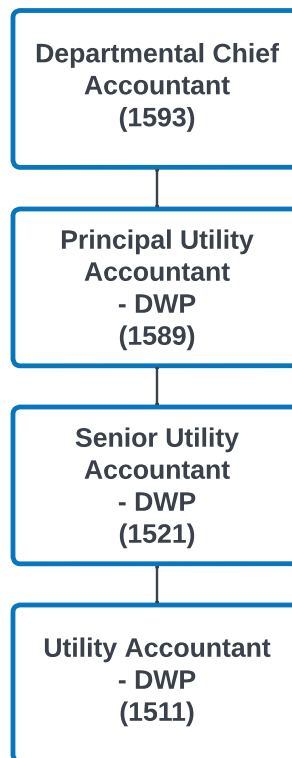 Departmental Chief
Accountant
(1593)
Principal Utility
Accountant
- DWP
(1589)
Senior Utility
Accountant
- DWP
(1521)
Utility Accountant
- DWP
(1511)